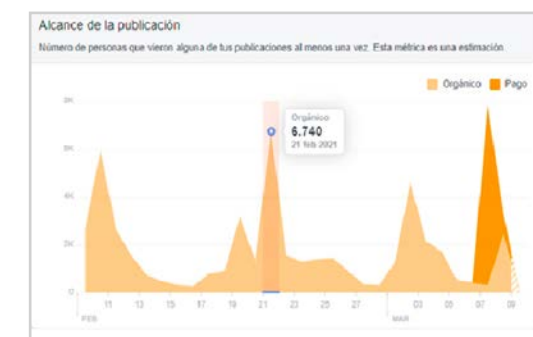 Alcance de la publicación
Número de personas que vieron alguna de tus publicaciones al menos una vez. Esta métrica es una estimación.
Orgánico Pago
8K
Orgánico
6.740
21 feb 2021
6K
4K
2K
0
11 13 15 17 19 21 23 25 27 03 05 07 09
FEB MAR